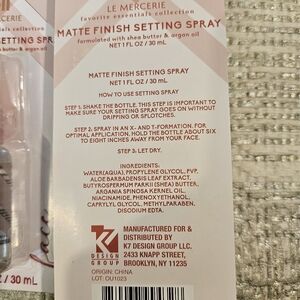 LE MERCERIE
favorite essentials collection
MATTE FINISH SETTING SPRAY
formulated with shea butter & argan oil
NET 1 FL OZ / 30 mL
MATTE FINISH SETTING SPRAY
NET 1 FL OZ / 30 ML
HOW TO USE SETTING SPRAY
STEP 1. SHAKE THE BOTTLE. THIS STEP IS IMPORTANT TO
MAKE SURE YOUR SETTING SPRAY GOES ON WITHOUT
DRIPPING OR SPLOTCHES.
STEP 2. SPRAY IN AN X- AND T-FORMATION. FOR
OPTIMAL APPLICATION, HOLD THE BOTTLE ABOUT SIX
TO EIGHT INCHES AWAY FROM YOUR FACE.
STEP 3. LET DRY.
INGREDIENTS:
WATER(AQUA), PROPYLENE GLYCOL, PVP,
ALOE BARBADENSIS LEAF EXTRACT,
BUTYROSPERMUM PARKII (SHEA) BUTTER,
ARGANIA SPINOSA KERNEL OIL,
NIACINAMIDE, PHENOXYETHANOL,
CAPRYLYL GLYCOL, METHYLPARABEN,
DISODIUM EDTA.
K7
DESIGN
GROUP
MANUFACTURED FOR &
DISTRIBUTED BY
K7 DESIGN GROUP LLC.
2433 KNAPP STREET,
BROOKLYN, NY 11235
ORIGIN: CHINA
LOT: OU1023
collection
NG SPRAY
argan oil
Z / 30 mL